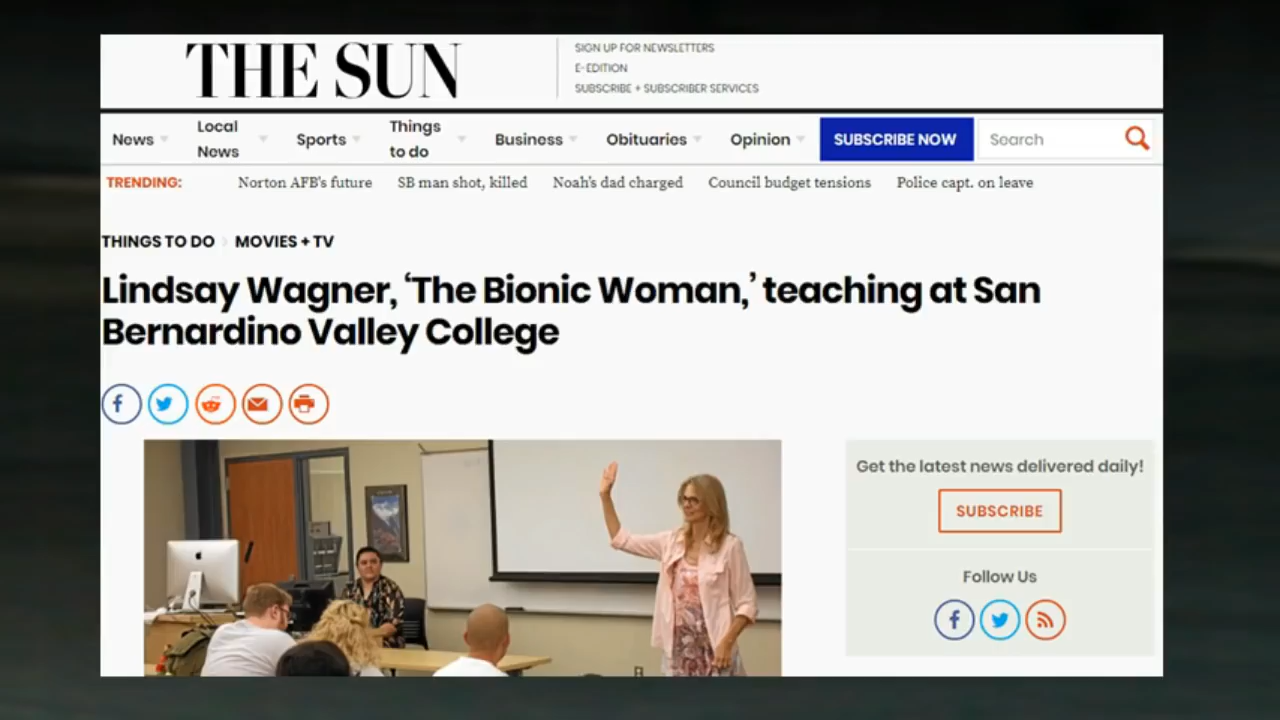 THE SUN
SIGN UP FOR NEWSLETTERS
E-EDITION
SUBSCRIBE + SUBSCRIBER SERVICES
News
Local
News
Sports
Things
to do
Business
Obituaries
Opinion
SUBSCRIBE NOW
Search
TRENDING:
Norton AFB's future
SB man shot, killed
Noah's dad charged
Council budget tensions
Police capt. on leave
THINGS TO DO
MOVIES + TV
Lindsay Wagner, ‘The Bionic Woman,’ teaching at San
Bernardino Valley College
Get the latest news delivered daily!
SUBSCRIBE
Follow Us